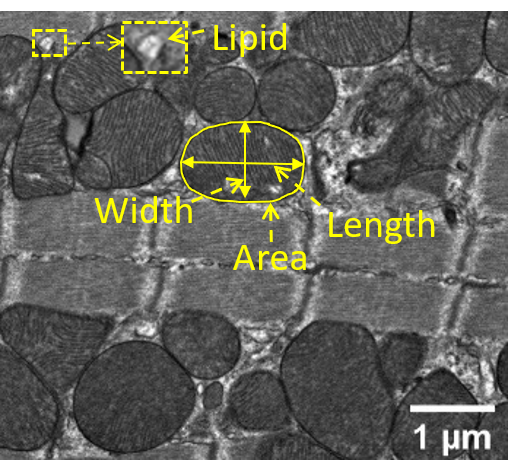 Lipid
Width
Length
Area
1 μm